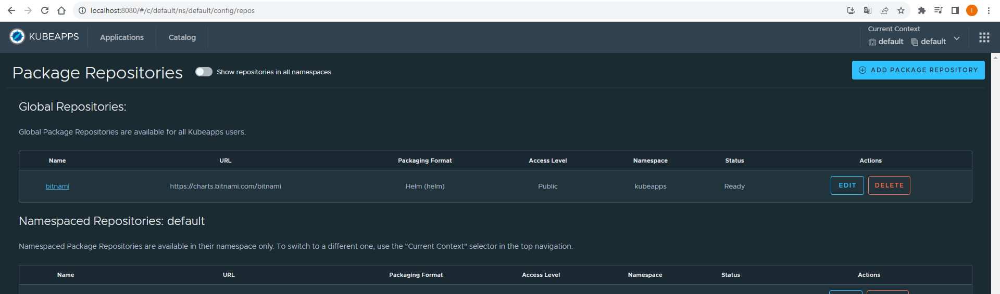 localhost:8080/#/c/default/ns/default/config/repos
I
KUBEAPPS Applications Catalog
Current Context
default default
Package Repositories Show repositories in all namespaces ADD PACKAGE REPOSITORY
Global Repositories:
Global Package Repositories are available for all Kubeapps users.
Name URL Packaging Format Access Level Namespace Status Actions
bitnami https://charts.bitnami.com/bitnami Helm (helm) Public kubeapps Ready EDIT DELETE
Namespaced Repositories: default
Namespaced Package Repositories are available in their namespace only. To switch to a different one, use the "Current Context" selector in the top navigation.
Name URL Packaging Format Access Level Namespace Status Actions